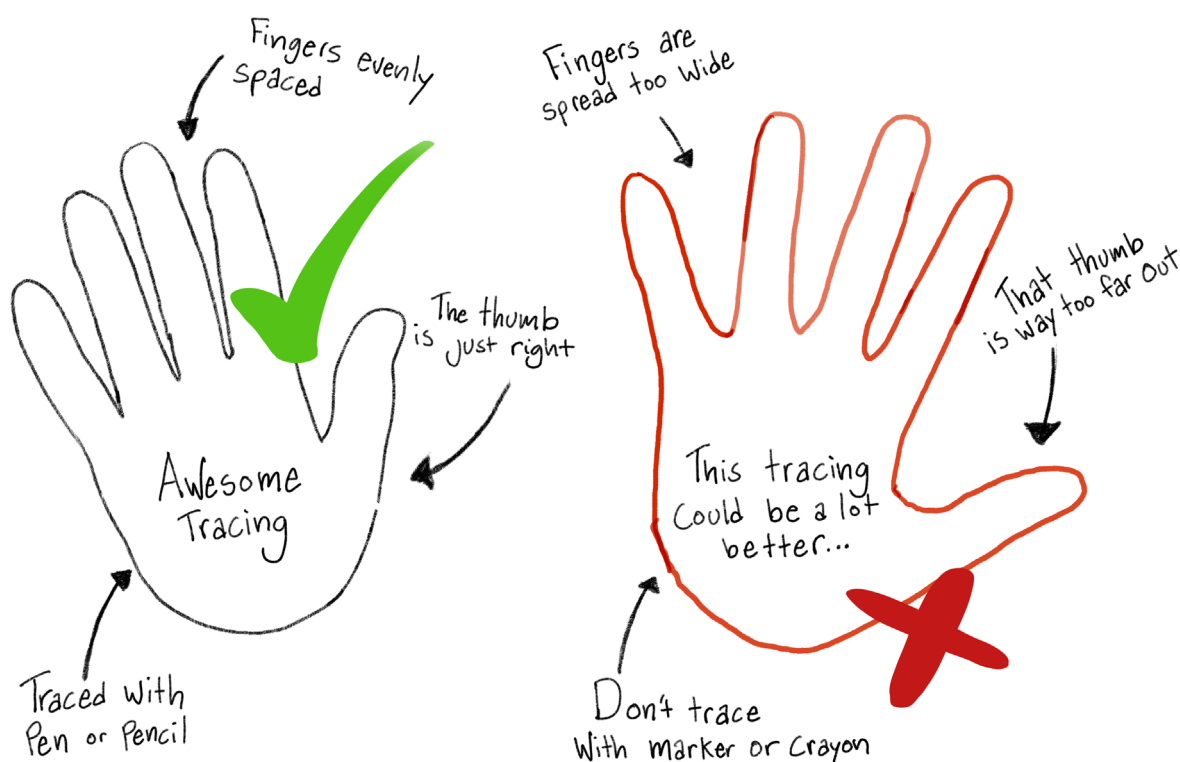 Fingers evenly
spaced
The thumb
is just right
Awesome
Tracing
Traced with
Pen or Pencil
Fingers are
spread too wide
That thumb
is way too far out
This tracing
Could be a lot
better...
Don't trace
with marker or Crayon